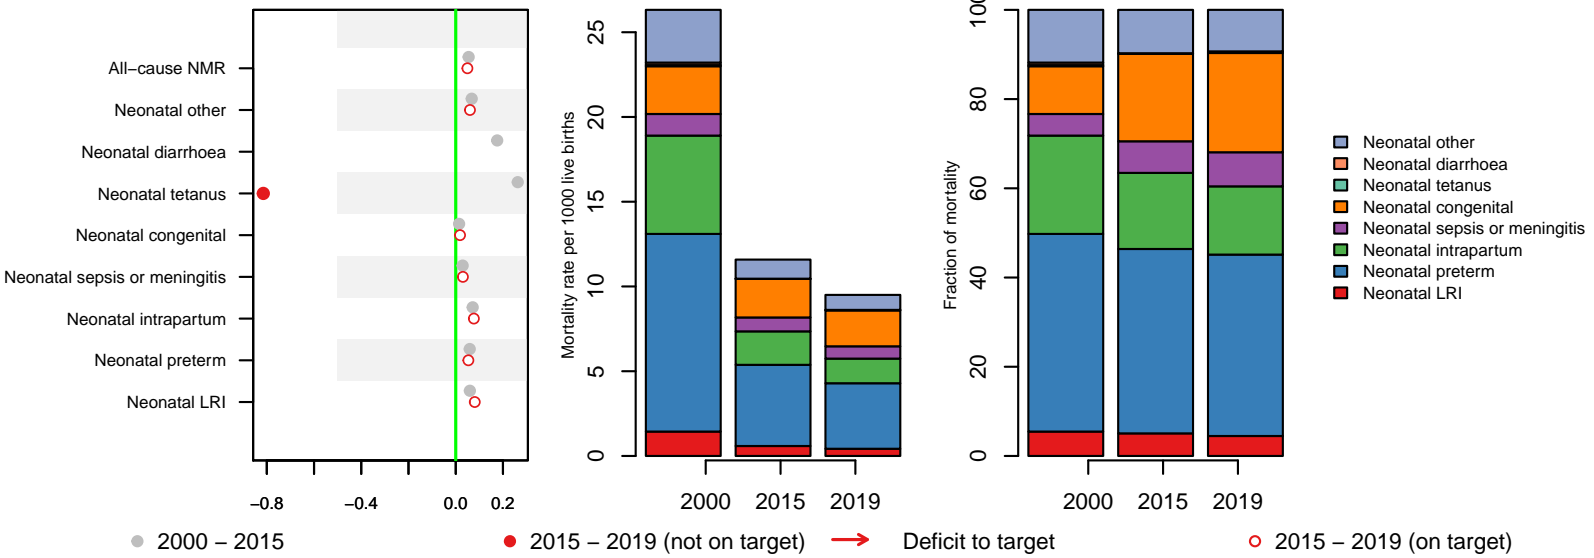 All−cause NMR
Neonatal other
Neonatal diarrhoea
Neonatal tetanus
Neonatal congenital
Neonatal sepsis or meningitis
Neonatal intrapartum
Neonatal preterm
Neonatal LRI
−0.8 −0.4 0.0 0.2
Mortality rate per 1000 live births
25
20
15
10
5
0
2000 2015 2019
Fraction of mortality
100
80
60
40
20
0
2000 2015 2019
Neonatal other
Neonatal diarrhoea
Neonatal tetanus
Neonatal congenital
Neonatal sepsis or meningitis
Neonatal intrapartum
Neonatal preterm
Neonatal LRI
2000 − 2015 2015 − 2019 (not on target) Deficit to target 2015 − 2019 (on target)